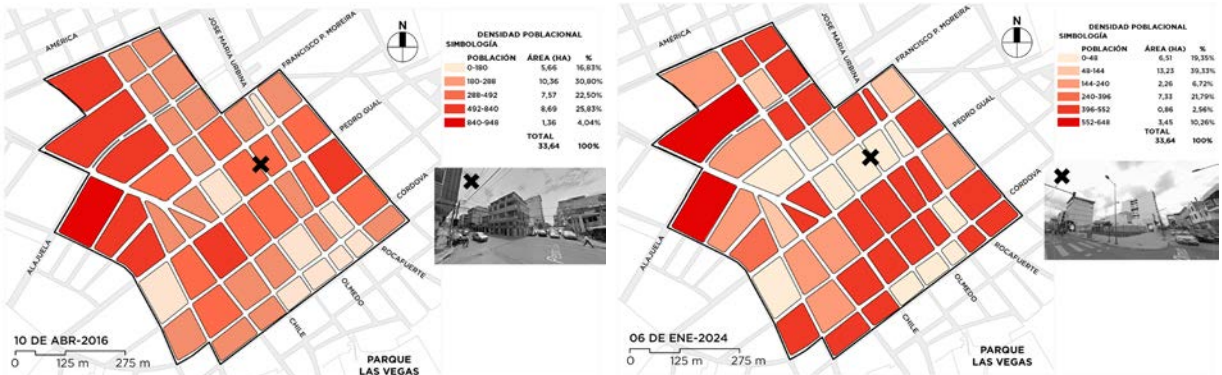 AMÉRICA
JOSE MARIA URBINA
FRANCISCO P. MOREIRA
PEDRO GUAL
CÓRDOVA
ROCAFUERTE
OLMEDO
CHILE
ALAJUELA
N
DENSIDAD POBLACIONAL
SIMBOLOGÍA
POBLACIÓN ÁREA (HA) %
0-180 5,66 16,83%
180-288 10,36 30,80%
288-492 7,57 22,50%
492-840 8,69 25,83%
840-948 1,36 4,04%
TOTAL
33,64 100%
10 DE ABR-2016
0 125 m 275 m
PARQUE
LAS VEGAS
AMÉRICA
JOSE MARIA URBINA
FRANCISCO P. MOREIRA
PEDRO GUAL
CÓRDOVA
ROCAFUERTE
OLMEDO
CHILE
ALAJUELA
N
DENSIDAD POBLACIONAL
SIMBOLOGÍA
POBLACIÓN ÁREA (HA) %
0-48 6,51 19,35%
48-144 13,23 39,33%
144-240 2,26 6,72%
240-396 7,33 21,79%
396-552 0,86 2,56%
552-648 3,45 10,26%
TOTAL
33,64 100%
06 DE ENE-2024
0 125 m 275 m
PARQUE
LAS VEGAS